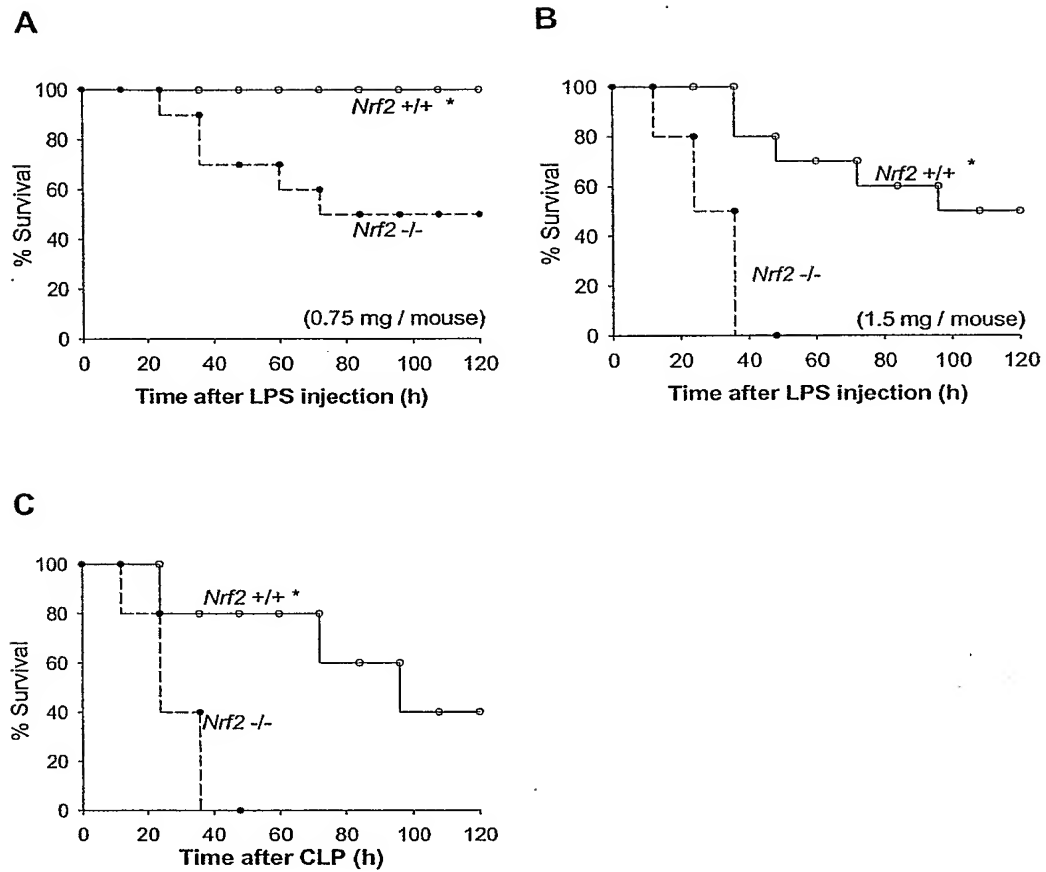 A
% Survival
100
80
60
40
20
0
Nrf2 +/+ *
Nrf2 -/-
(0.75 mg / mouse)
0 20 40 60 80 100 120
Time after LPS injection (h)
B
% Survival
100
80
60
40
20
0
Nrf2 +/+ *
Nrf2 -/-
(1.5 mg / mouse)
0 20 40 60 80 100 120
Time after LPS injection (h)
C
% Survival
100
80
60
40
20
0
Nrf2 +/+ *
Nrf2 -/-
0 20 40 60 80 100 120
Time after CLP (h)